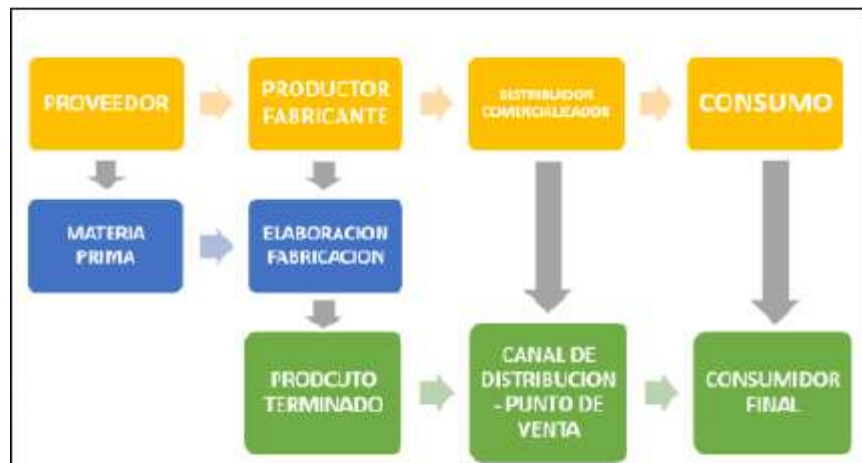 PROVEEDOR
PRODUCTOR
FABRICANTE
DISTRIBUIDOR
COMERCIALIZADOR
CONSUMO
MATERIA
PRIMA
ELABORACION
FABRICACION
PRODCUTO
TERMINADO
CANAL DE
DISTRIBUCION
- PUNTO DE
VENTA
CONSUMIDOR
FINAL